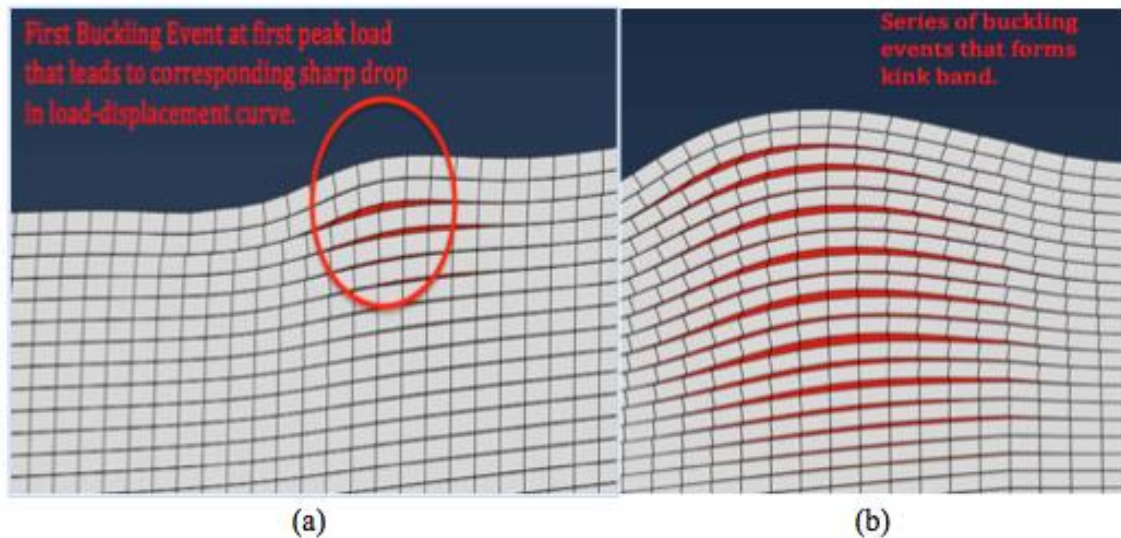 First Buckling Event at first peak load
that leads to corresponding sharp drop
in load-displacement curve.
Series of buckling
events that forms
kink band.
(a)
(b)